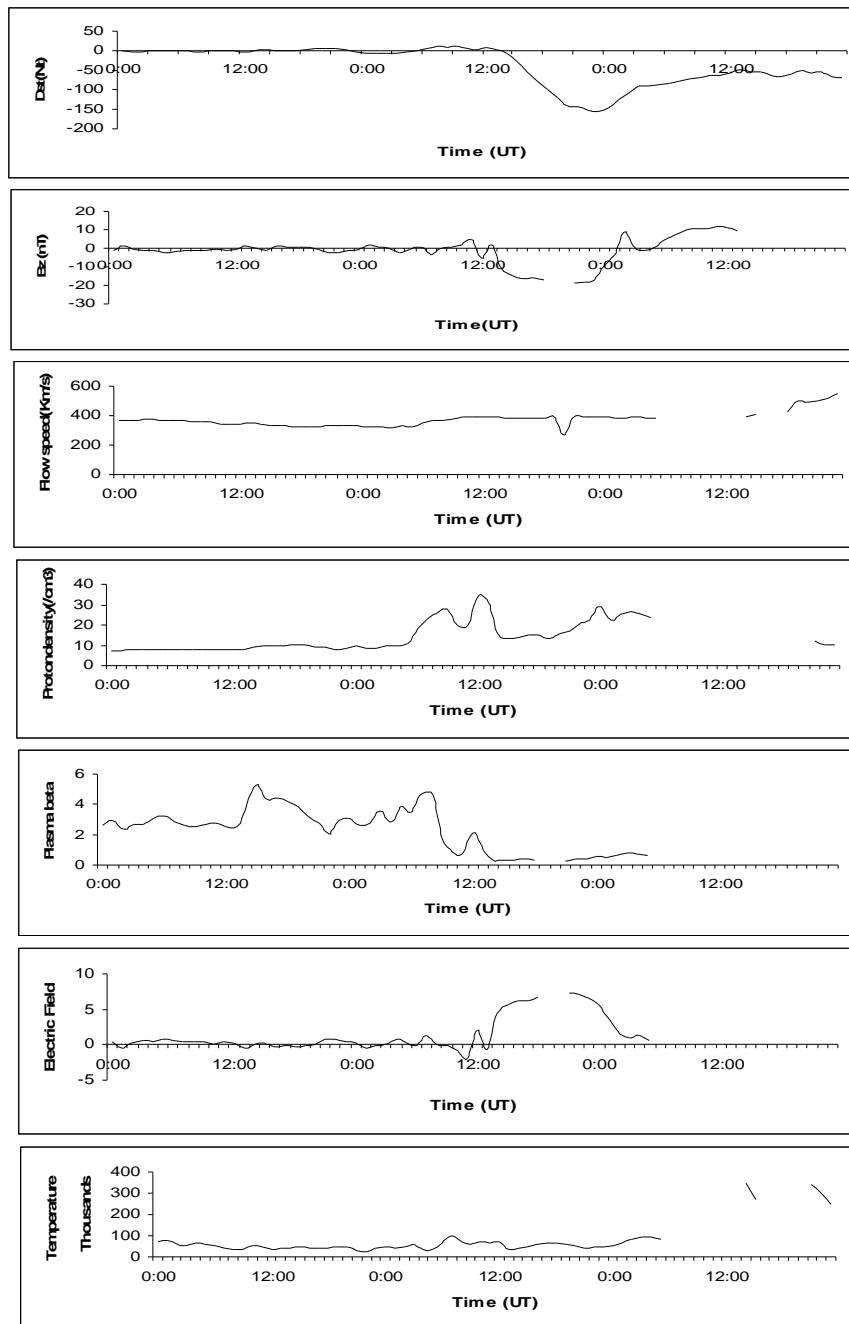 Dst(Nt)
50
0
-50
-100
-150
-200
0:00 12:00 0:00 12:00 0:00 12:00
Time (UT)
Bz(nT)
20
10
0
-10
-20
-30
0:00 12:00 0:00 12:00 0:00 12:00
Time(UT)
Flow speed(Km/s)
600
400
200
0
0:00 12:00 0:00 12:00 0:00 12:00
Time (UT)
Protondensity(/cm3)
40
30
20
10
0
0:00 12:00 0:00 12:00 0:00 12:00
Time (UT)
Plasma beta
6
4
2
0
0:00 12:00 0:00 12:00 0:00 12:00
Time (UT)
Electric Field
10
5
0
-5
0:00 12:00 0:00 12:00 0:00 12:00
Time (UT)
Temperature
Thousands
400
300
200
100
0
0:00 12:00 0:00 12:00 0:00 12:00
Time (UT)